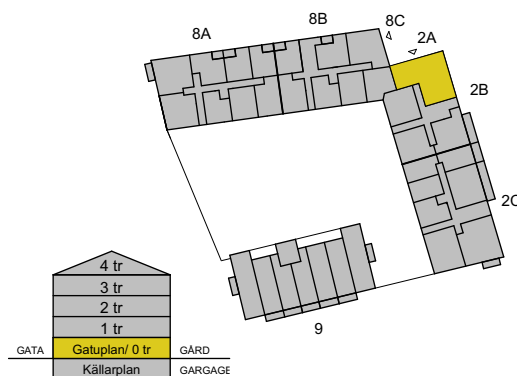 8A
8B
8C
2A
2B
2C
9
4 tr
3 tr
2 tr
1 tr
GATA Gatuplan/ 0 tr GÅRD
Källarplan GARGAGE